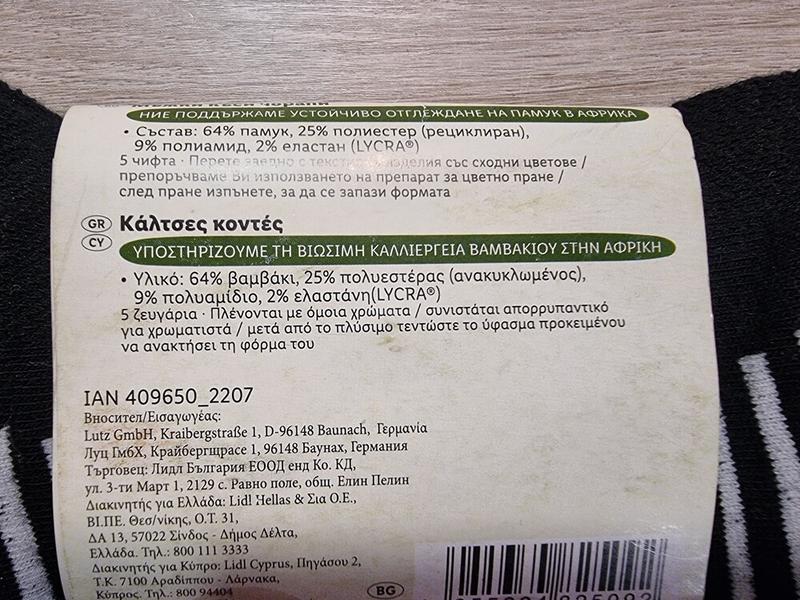 НИЕ ПОДДЪРЖАМЕ УСТОЙЧИВО ОТГЛЕЖДАНЕ НА ПАМУК В АФРИКА
• Състав: 64% памук, 25% полиестер (рециклиран),
9% полиамид, 2% еластан (LYCRA®)
5 чифта · Перете заедно с текстил изделия със сходни цветове /
препоръчваме Ви използването на препарат за цветно пране /
след пране изпънете, за да се запази формата
GR Κάλτσες κοντές
CY
ΥΠΟΣΤΗΡΙΖΟΥΜΕ ΤΗ ΒΙΩΣΙΜΗ ΚΑΛΛΙΕΡΓΕΙΑ ΒΑΜΒΑΚΙΟΥ ΣΤΗΝ ΑΦΡΙΚΗ
• Υλικό: 64% βαμβάκι, 25% πολυεστέρας (ανακυκλωμένος),
9% πολυαμίδιο, 2% ελαστάνη(LYCRA®)
5 ζευγάρια · Πλένονται με όμοια χρώματα / συνιστάται απορρυπαντικό
για χρωματιστά / μετά από το πλύσιμο τεντώστε το ύφασμα προκειμένου
να ανακτήσει τη φόρμα του
IAN 409650_2207
Вносител/Εισαγωγέας:
Lutz GmbH, Kraibergstraße 1, D-96148 Baunach, Γερμανία
Луц ГмбХ, Крайбергщрасе 1, 96148 Баунах, Германия
Търговец: Лидл България ЕООД енд Ко. КД,
ул. 3-ти Март 1, 2129 с. Равно поле, общ. Елин Пелин
Διακινητής για Ελλάδα: Lidl Hellas & Σια Ο.Ε.,
ΒΙ.ΠΕ. Θεσ/νίκης, Ο.Τ. 31,
ΔΑ 13, 57022 Σίνδος - Δήμος Δέλτα,
Ελλάδα. Τηλ.: 800 111 3333
Διακινητής για Κύπρο: Lidl Cyprus, Πηγάσου 2,
Τ.Κ. 7100 Αραδίππου - Λάρνακα,
Κύπρος. Τηλ.: 800 94404
BG